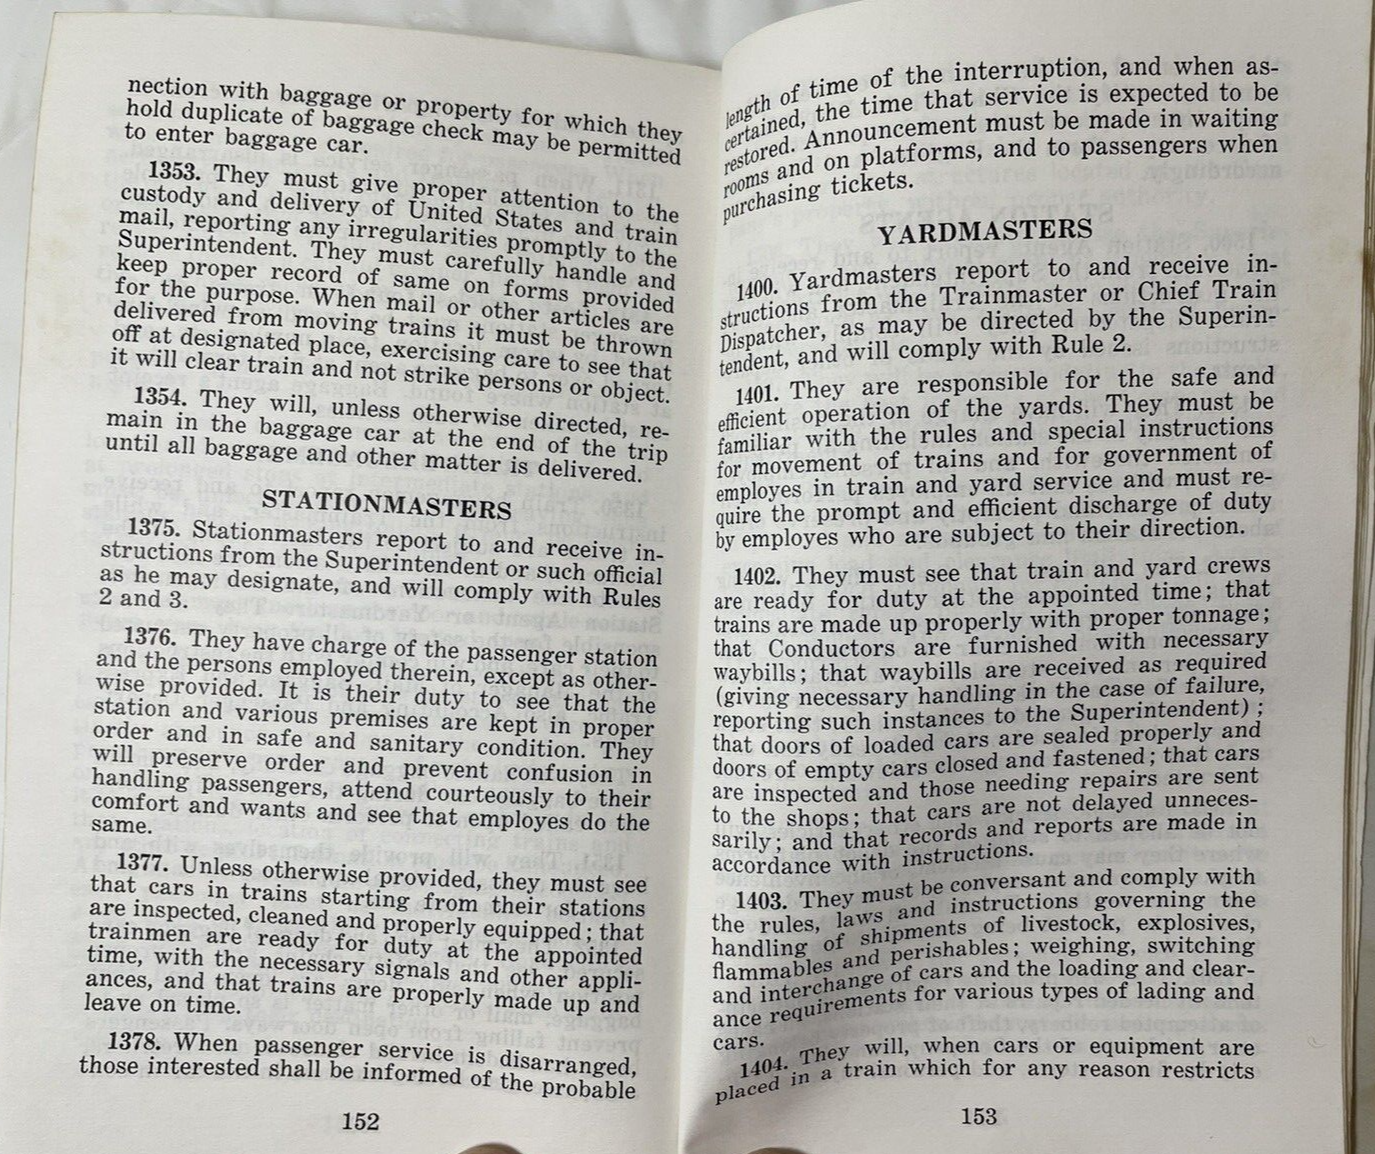 nection with baggage or property for which they
hold duplicate of baggage check may be permitted
to enter baggage car.
1353. They must give proper attention to the
custody and delivery of United States and train
mail, reporting any irregularities promptly to the
Superintendent. They must carefully handle and
keep proper record of same on forms provided
for the purpose. When mail or other articles are
delivered from moving trains it must be thrown
off at designated place, exercising care to see that
it will clear train and not strike persons or object.
1354. They will, unless otherwise directed, re-
main in the baggage car at the end of the trip
until all baggage and other matter is delivered.
STATIONMASTERS
1375. Stationmasters report to and receive in-
structions from the Superintendent or such official
as he may designate, and will comply with Rules
2 and 3.
1376. They have charge of the passenger station
and the persons employed therein, except as other-
wise provided. It is their duty to see that the
station and various premises are kept in proper
order and in safe and sanitary condition. They
will preserve order and prevent confusion in
handling passengers, attend courteously to their
comfort and wants and see that employes do the
same.
1377. Unless otherwise provided, they must see
that cars in trains starting from their stations
are inspected, cleaned and properly equipped; that
trainmen are ready for duty at the appointed
time, with the necessary signals and other appli-
ances, and that trains are properly made up and
leave on time.
1378. When passenger service is disarranged,
those interested shall be informed of the probable
152
length of time of the interruption, and when as-
certained, the time that service is expected to be
restored. Announcement must be made in waiting
rooms and on platforms, and to passengers when
purchasing tickets.
YARDMASTERS
1400. Yardmasters report to and receive in-
structions from the Trainmaster or Chief Train
Dispatcher, as may be directed by the Superin-
tendent, and will comply with Rule 2.
1401. They are responsible for the safe and
efficient operation of the yards. They must be
familiar with the rules and special instructions
for movement of trains and for government of
employes in train and yard service and must re-
quire the prompt and efficient discharge of duty
by employes who are subject to their direction.
1402. They must see that train and yard crews
are ready for duty at the appointed time; that
trains are made up properly with proper tonnage;
that Conductors are furnished with necessary
waybills; that waybills are received as required
(giving necessary handling in the case of failure,
reporting such instances to the Superintendent);
that doors of loaded cars are sealed properly and
doors of empty cars closed and fastened; that cars
are inspected and those needing repairs are sent
to the shops; that cars are not delayed unneces-
sarily; and that records and reports are made in
accordance with instructions.
1403. They must be conversant and comply with
the rules, laws and instructions governing the
handling of shipments of livestock, explosives,
flammables and perishables; weighing, switching
and interchange of cars and the loading and clear-
ance requirements for various types of lading and
cars.
1404. They will, when cars or equipment are
placed in a train which for any reason restricts
153